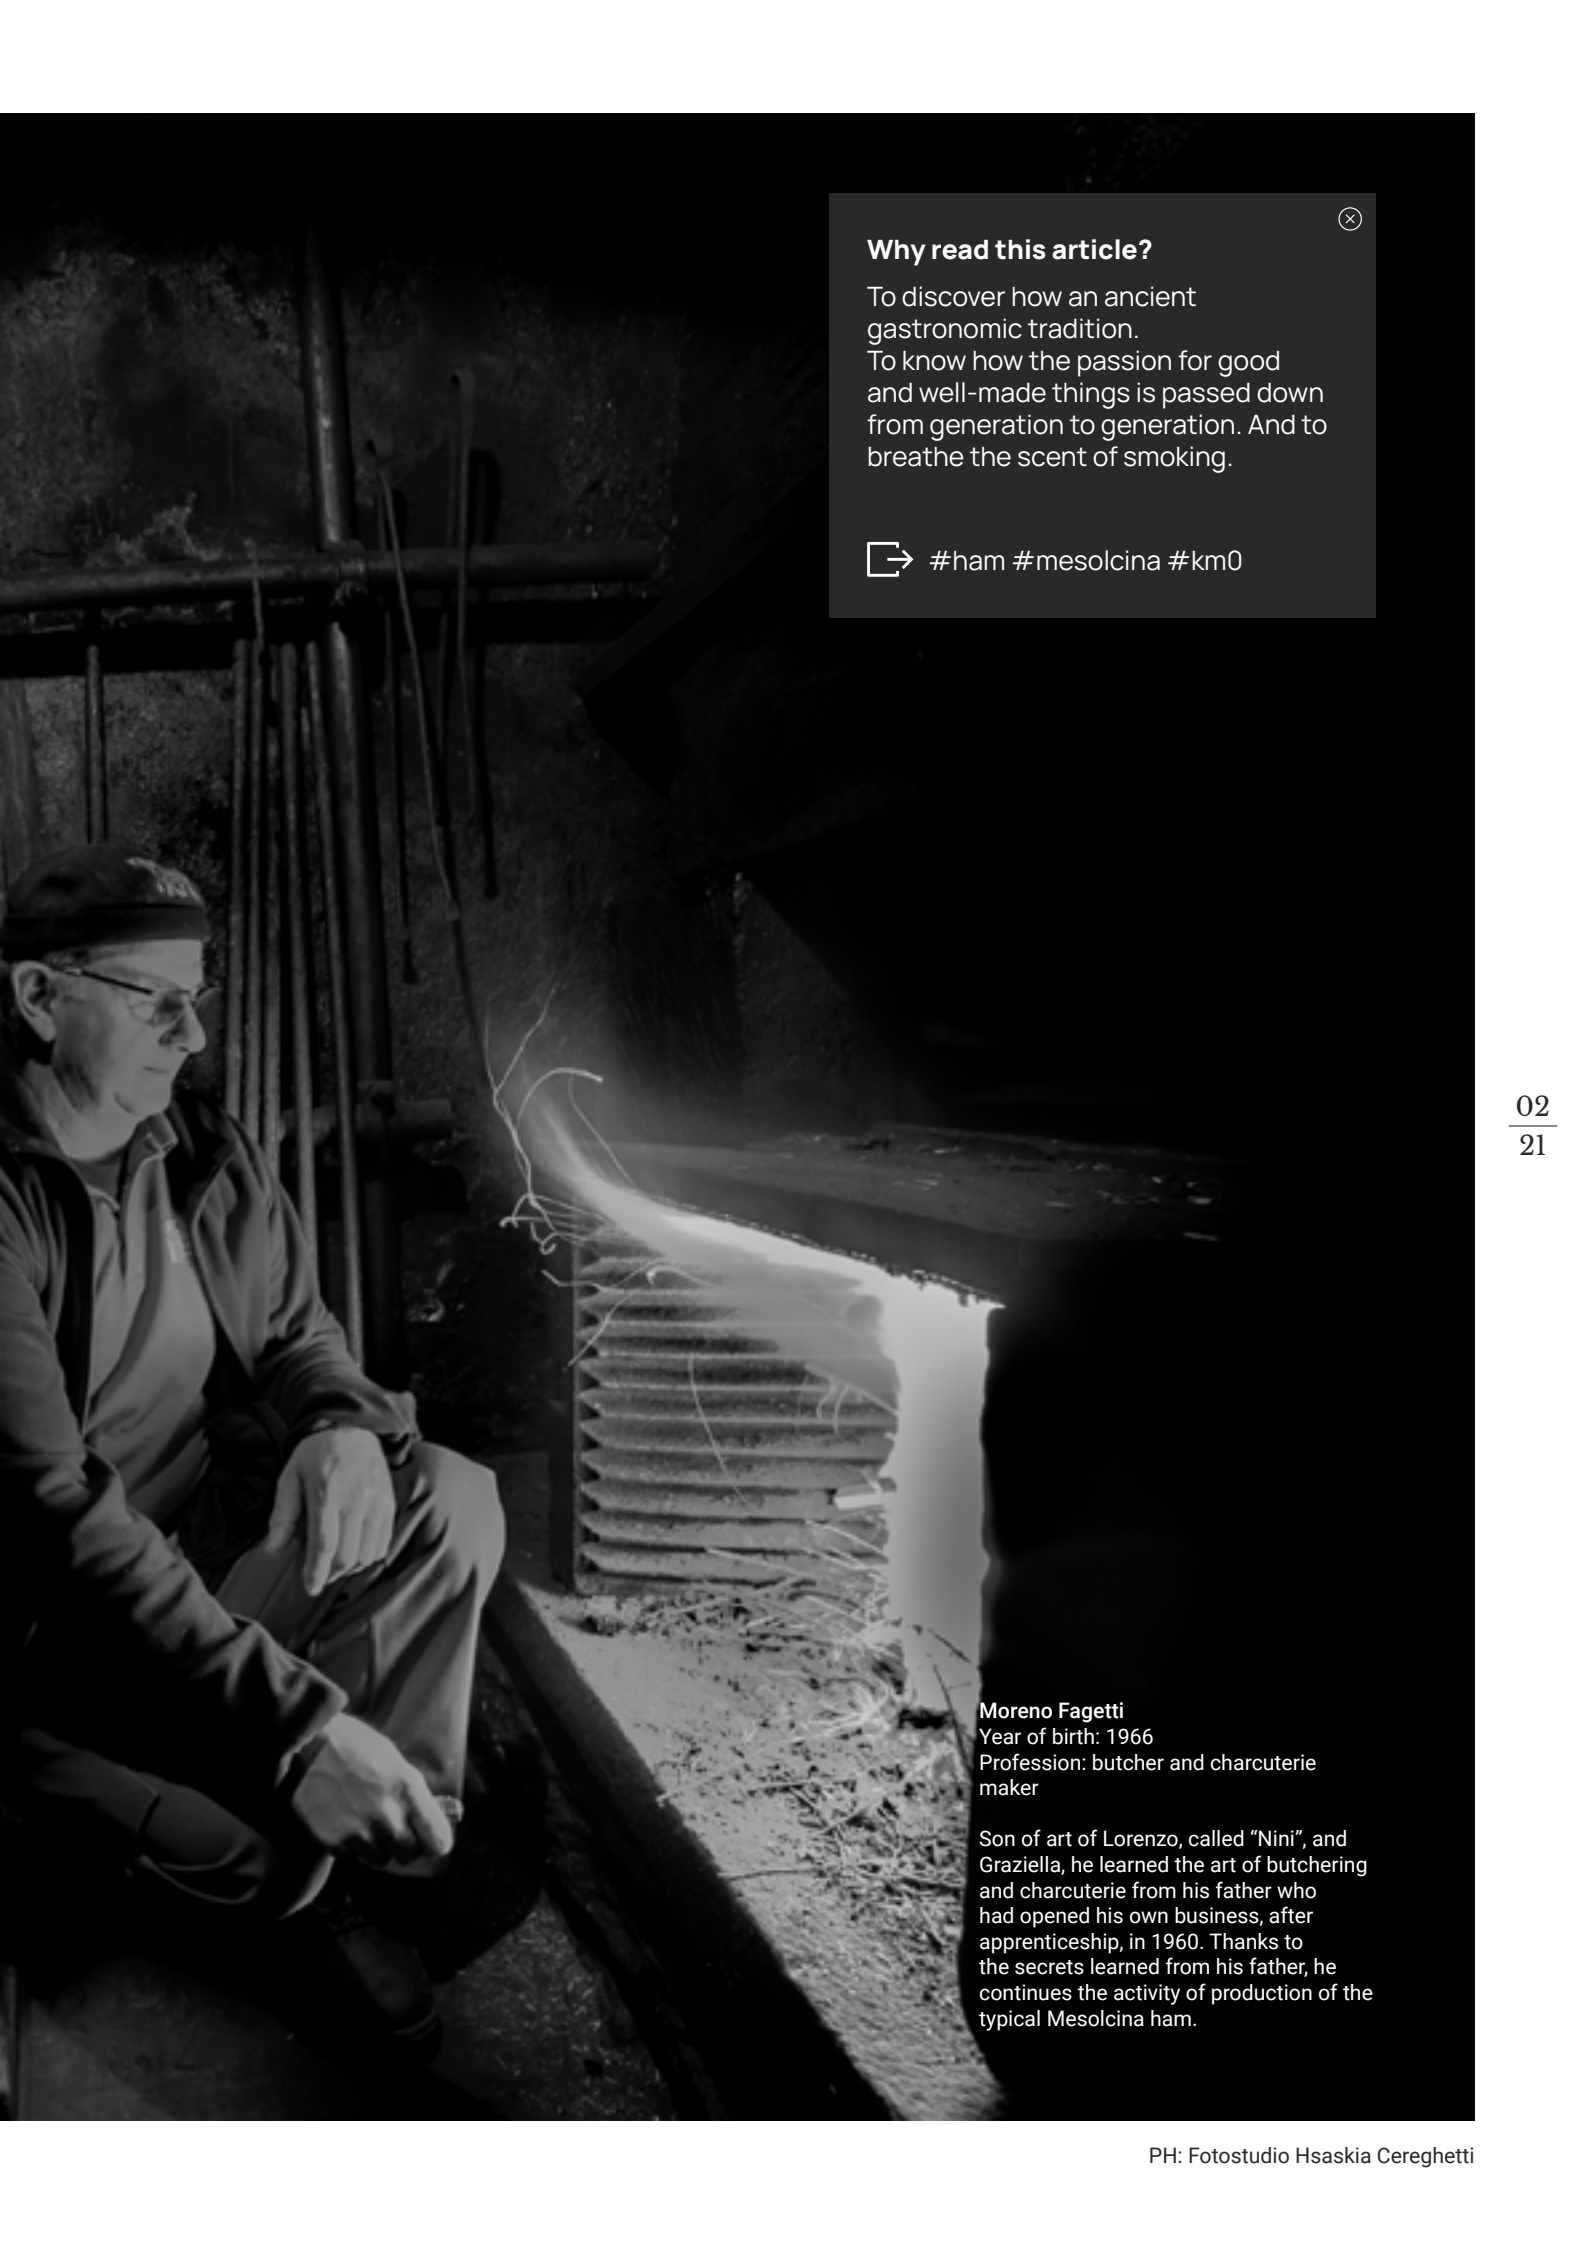 Why read this article?
To discover how an ancient
gastronomic tradition.
To know how the passion for good
and well-made things is passed down
from generation to generation. And to
breathe the scent of smoking.
#ham #mesolcina #km0
02
21
Moreno Fagetti
Year of birth: 1966
Profession: butcher and charcuterie
maker
Son of art of Lorenzo, called “Nini”, and
Graziella, he learned the art of butchering
and charcuterie from his father who
had opened his own business, after
apprenticeship, in 1960. Thanks to
the secrets learned from his father, he
continues the activity of production of the
typical Mesolcina ham.
PH: Fotostudio Hsaskia Cereghetti